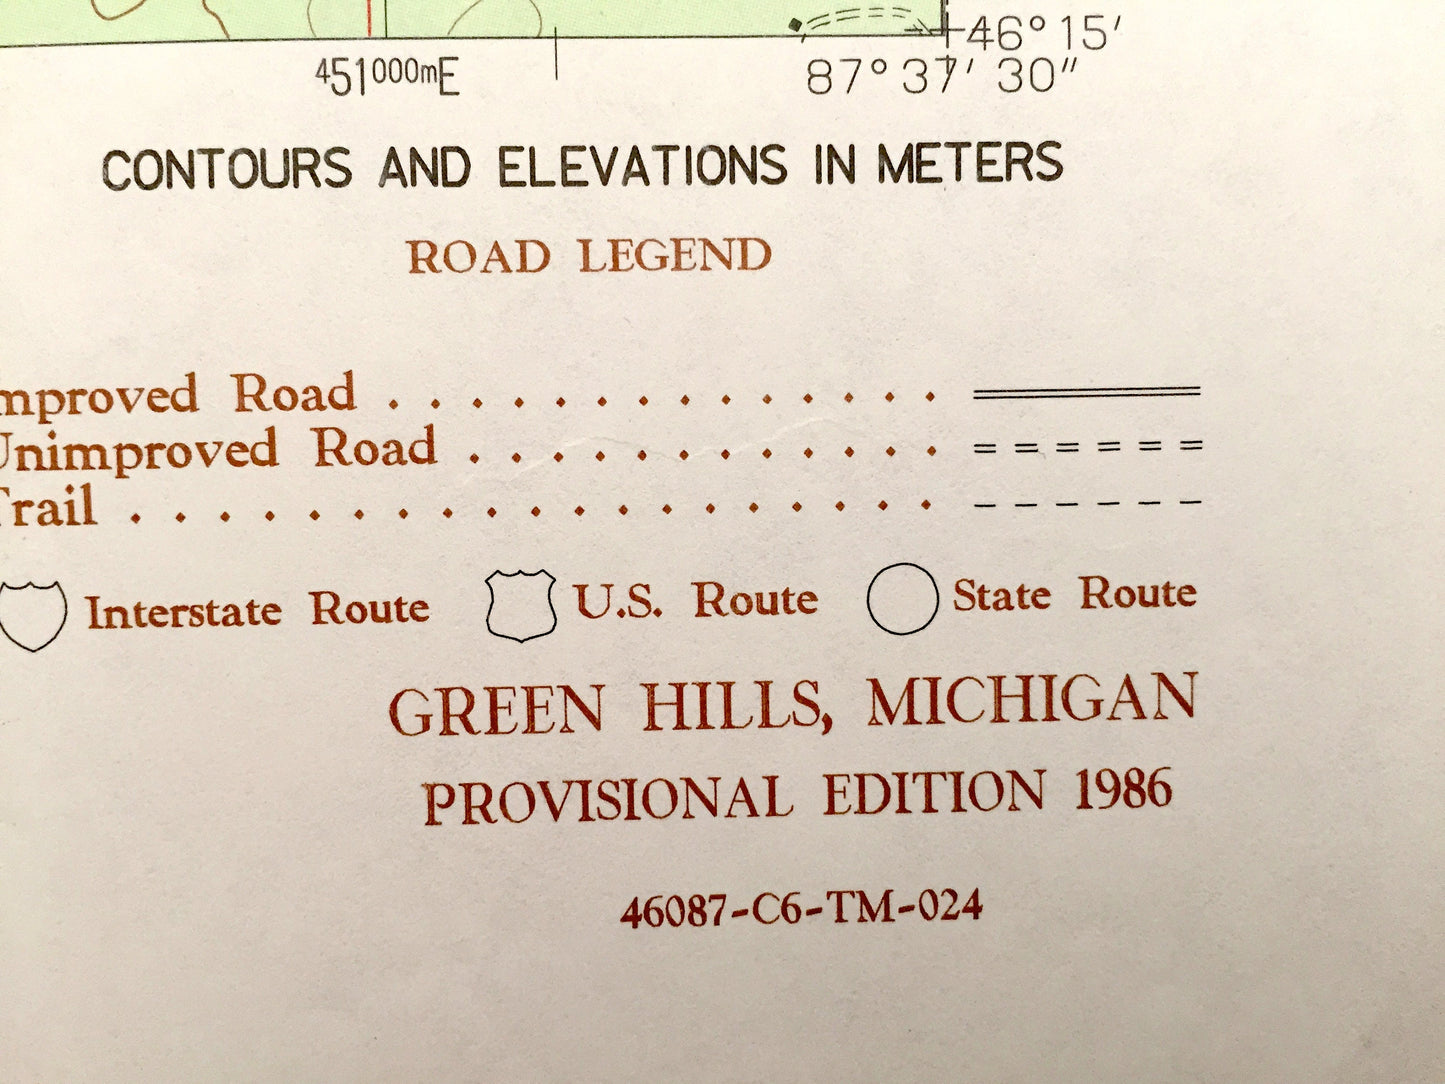 46° 15′
451000mE
87° 37′ 30″
CONTOURS AND ELEVATIONS IN METERS
ROAD LEGEND
mproved Road . . . . . . . . . . . . . .
Unimproved Road . . . . . . . . . . . .
Trail . . . . . . . . . . . . . . . . . . .
Interstate Route U.S. Route State Route
GREEN HILLS, MICHIGAN
PROVISIONAL EDITION 1986
46087-C6-TM-024